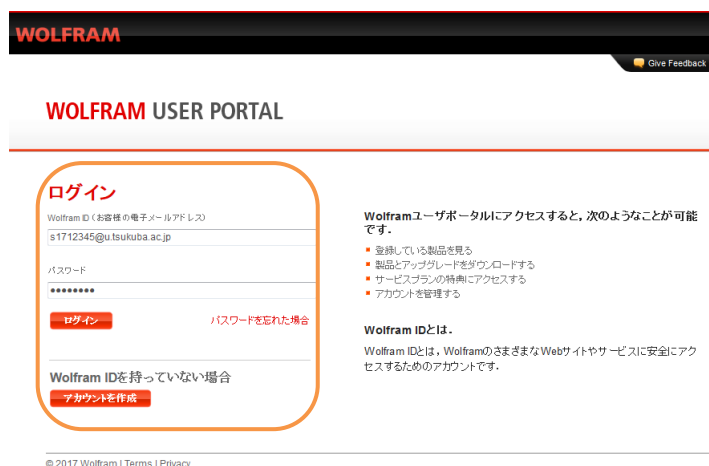 WOLFRAM
Give Feedback
WOLFRAM USER PORTAL
ログイン
Wolfram ID（お客様の電子メールアドレス）
s1712345@u.tsukuba.ac.jp
パスワード
••••••••
ログイン
パスワードを忘れた場合
Wolfram IDを持っていない場合
アカウントを作成
Wolframユーザポータルにアクセスすると，次のようなことが可能
です．
登録している製品を見る
製品とアップグレードをダウンロードする
サービスプランの特典にアクセスする
アカウントを管理する
Wolfram IDとは．
Wolfram IDとは，WolframのさまざまなWebサイトやサービスに安全にアク
セスするためのアカウントです．
© 2017 Wolfram | Terms | Privacy